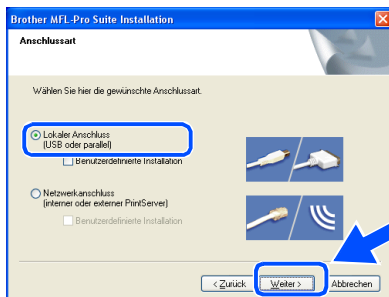 Brother MFL-Pro Suite Installation
Anschlussart
Wählen Sie hier die gewünschte Anschlussart.
Lokaler Anschluss
(USB oder parallel)
Benutzerdefinierte Installation
Netzwerkanschluss
(interner oder externer PrintServer)
Benutzerdefinierte Installation
< Zurück
Weiter >
Abbrechen